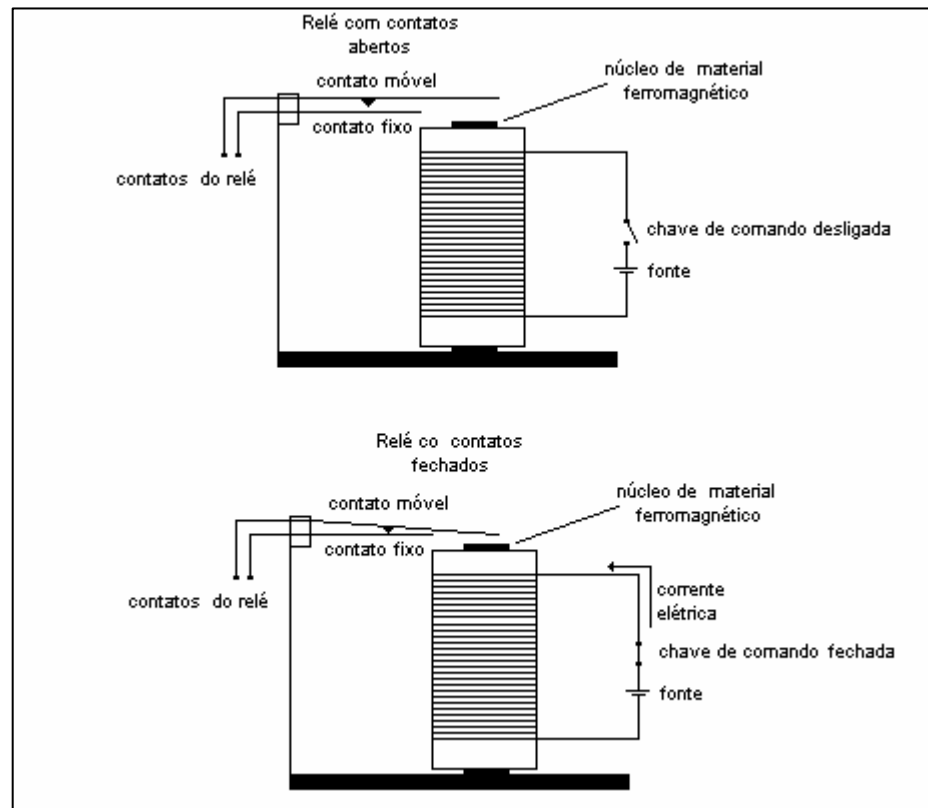 Relé com contatos
abertos
contato móvel
núcleo de material
ferromagnético
contato fixo
contatos do relé
chave de comando desligada
fonte
Relé co contatos
fechados
contato móvel
núcleo de material
ferromagnético
contato fixo
contatos do relé
corrente
elétrica
chave de comando fechada
fonte